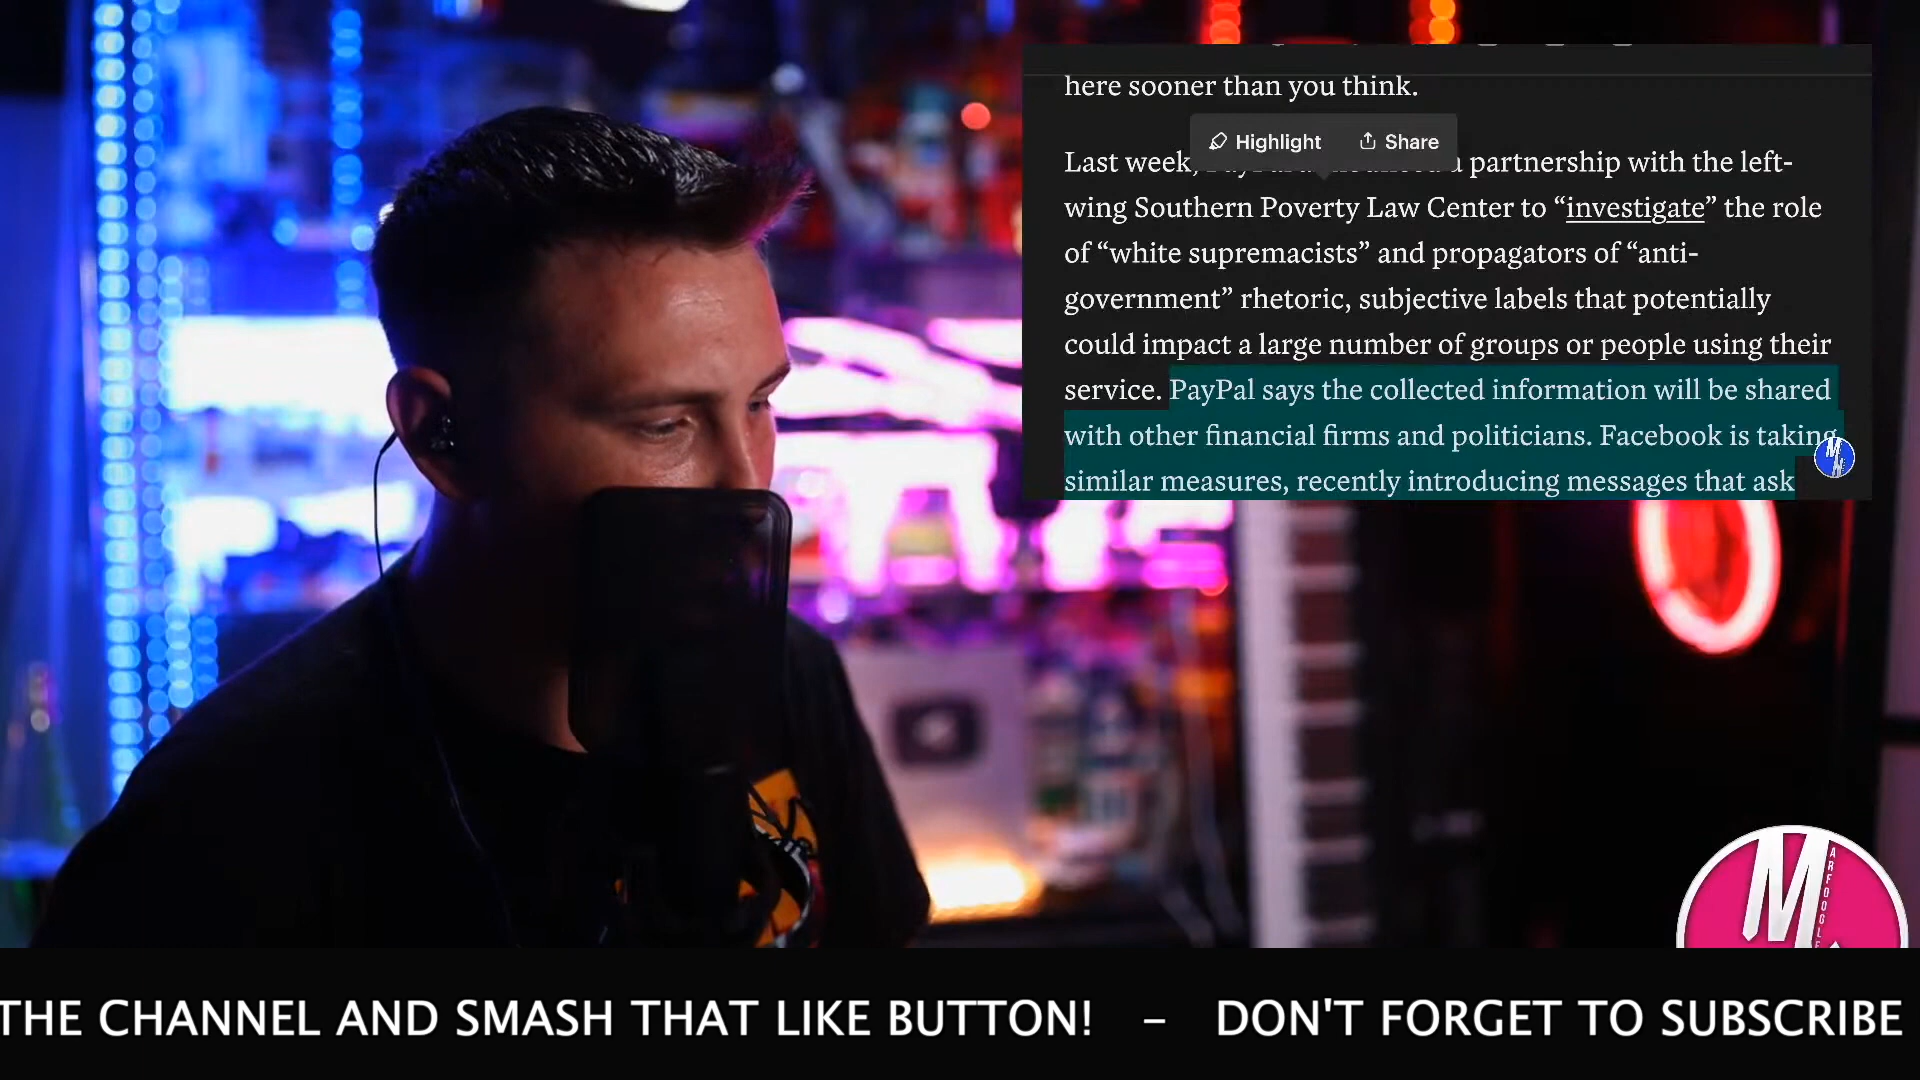 here sooner than you think.
Highlight Share
Last week, a partnership with the left-
wing Southern Poverty Law Center to “investigate” the role
of “white supremacists” and propagators of “anti-
government” rhetoric, subjective labels that potentially
could impact a large number of groups or people using their
service. PayPal says the collected information will be shared
with other financial firms and politicians. Facebook is taking
similar measures, recently introducing messages that ask
M
THE CHANNEL AND SMASH THAT LIKE BUTTON! – DON'T FORGET TO SUBSCRIBE